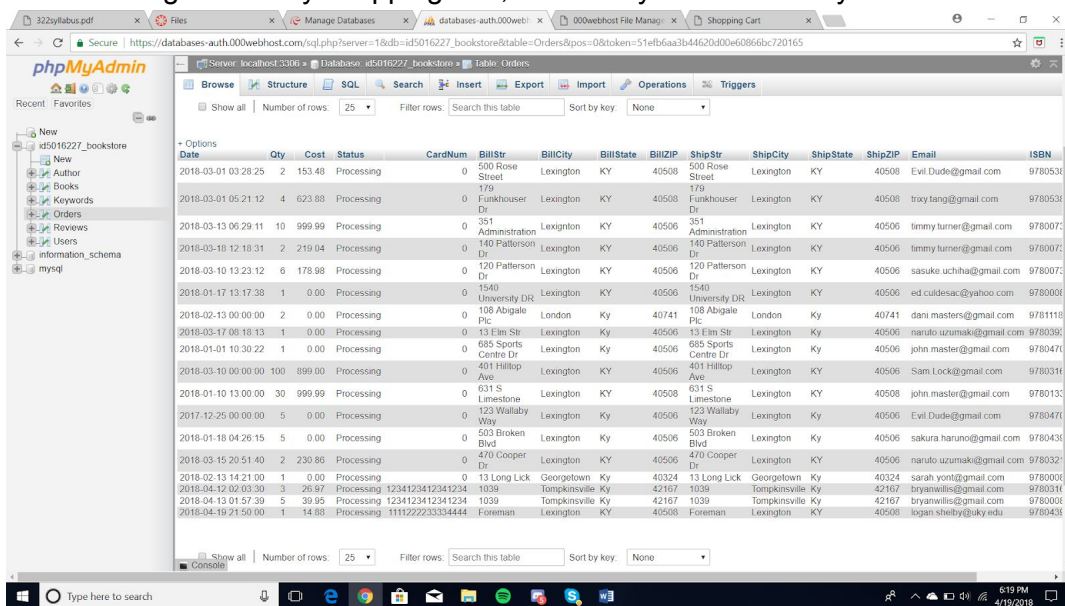 322syllabus.pdf × Files × Manage Databases × databases-auth.000webh × 000webhost File Manage × Shopping Cart ×
Secure | https://databases-auth.000webhost.com/sql.php?server=1&db=id5016227_bookstore&table=Orders&pos=0&token=51efb6aa3b44620d00e60866bc720165
phpMyAdmin
Recent Favorites
New
id5016227_bookstore
New
Author
Books
Keywords
Orders
Reviews
Users
information_schema
mysql
Server: localhost:3306 » Database: id5016227_bookstore » Table: Orders
Browse Structure SQL Search Insert Export Import Operations Triggers
Show all | Number of rows: 25 Filter rows: Search this table Sort by key: None
+ Options
Date Qty Cost Status CardNum BillStr BillCity BillState BillZIP ShipStr ShipCity ShipState ShipZIP Email ISBN
2018-03-01 03:28:25 2 153.48 Processing 0 500 Rose Street Lexington KY 40508 500 Rose Street Lexington KY 40508 Evil.Dude@gmail.com 9780538
2018-03-01 05:21:12 4 623.88 Processing 0 179 Funkhouser Dr Lexington KY 40508 179 Funkhouser Dr Lexington KY 40508 trixy.tang@gmail.com 9780538
2018-03-13 06:29:11 10 999.99 Processing 0 351 Administration Lexignton KY 40506 351 Administration Lexington KY 40506 timmy.turner@gmail.com 9780073
2018-03-18 12:18:31 2 219.04 Processing 0 140 Patterson Dr Lexington KY 40506 140 Patterson Dr Lexington KY 40506 timmy.turner@gmail.com 9780073
2018-03-10 13:23:12 6 178.98 Processing 0 120 Patterson Dr Lexington KY 40506 120 Patterson Dr Lexington KY 40506 sasuke.uchiha@gmail.com 9780073
2018-01-17 13:17:38 1 0.00 Processing 0 1540 University DR Lexington KY 40506 1540 University DR Lexington KY 40506 ed.culdesac@yahoo.com 9780008
2018-02-13 00:00:00 2 0.00 Processing 0 108 Abigale Plc London Ky 40741 108 Abigale Plc London Ky 40741 dani.masters@gmail.com 9781118
2018-03-17 08:18:13 1 0.00 Processing 0 13 Elm Str Lexington Ky 40506 13 Elm Str Lexington Ky 40506 naruto.uzumaki@gmail.com 9780393
2018-01-01 10:30:22 1 0.00 Processing 0 685 Sports Centre Dr Lexington Ky 40506 685 Sports Centre Dr Lexington Ky 40506 john.master@gmail.com 9780470
2018-03-10 00:00:00 100 899.00 Processing 0 401 Hilltop Ave Lexington KY 40506 401 Hilltop Ave Lexington KY 40506 Sam.Lock@gmail.com 9780316
2018-01-10 13:00:00 30 999.99 Processing 0 631 S Limestone Lexington KY 40508 631 S Limestone Lexington KY 40508 john.master@gmail.com 9780133
2017-12-25 00:00:00 5 0.00 Processing 0 123 Wallaby Way Lexington Ky 40506 123 Wallaby Way Lexington Ky 40506 Evil.Dude@gmail.com 9780470
2018-01-18 04:26:15 5 0.00 Processing 0 503 Broken Blvd Lexington Ky 40506 503 Broken Blvd Lexington Ky 40506 sakura.haruno@gmail.com 9780439
2018-03-15 20:51:40 2 230.86 Processing 0 470 Cooper Dr Lexington KY 40506 470 Cooper Dr Lexington KY 40506 naruto.uzumaki@gmail.com 978032
2018-02-13 14:21:00 1 0.00 Processing 0 13 Long Lick Georgetown Ky 40324 13 Long Lick Georgetown Ky 40324 sarah.yont@gmail.com 9780008
2018-04-12 02:03:30 3 26.97 Processing 1234123412341234 1039 Tompkinsville Ky 42167 1039 Tompkinsville Ky 42167 bryanwillis@gmail.com 9780316
2018-04-13 01:57:39 5 39.95 Processing 1234123412341234 1039 Tompkinsville Ky 42167 1039 Tompkinsville Ky 42167 bryanwillis@gmail.com 9780008
2018-04-19 21:50:00 1 14.88 Processing 1111222233334444 Foreman Lexington KY 40508 Foreman Lexington KY 40508 logan.shelby@uky.edu 9780439
Show all | Number of rows: 25 Filter rows: Search this table Sort by key: None
Console
Type here to search
6:19 PM
4/19/2018